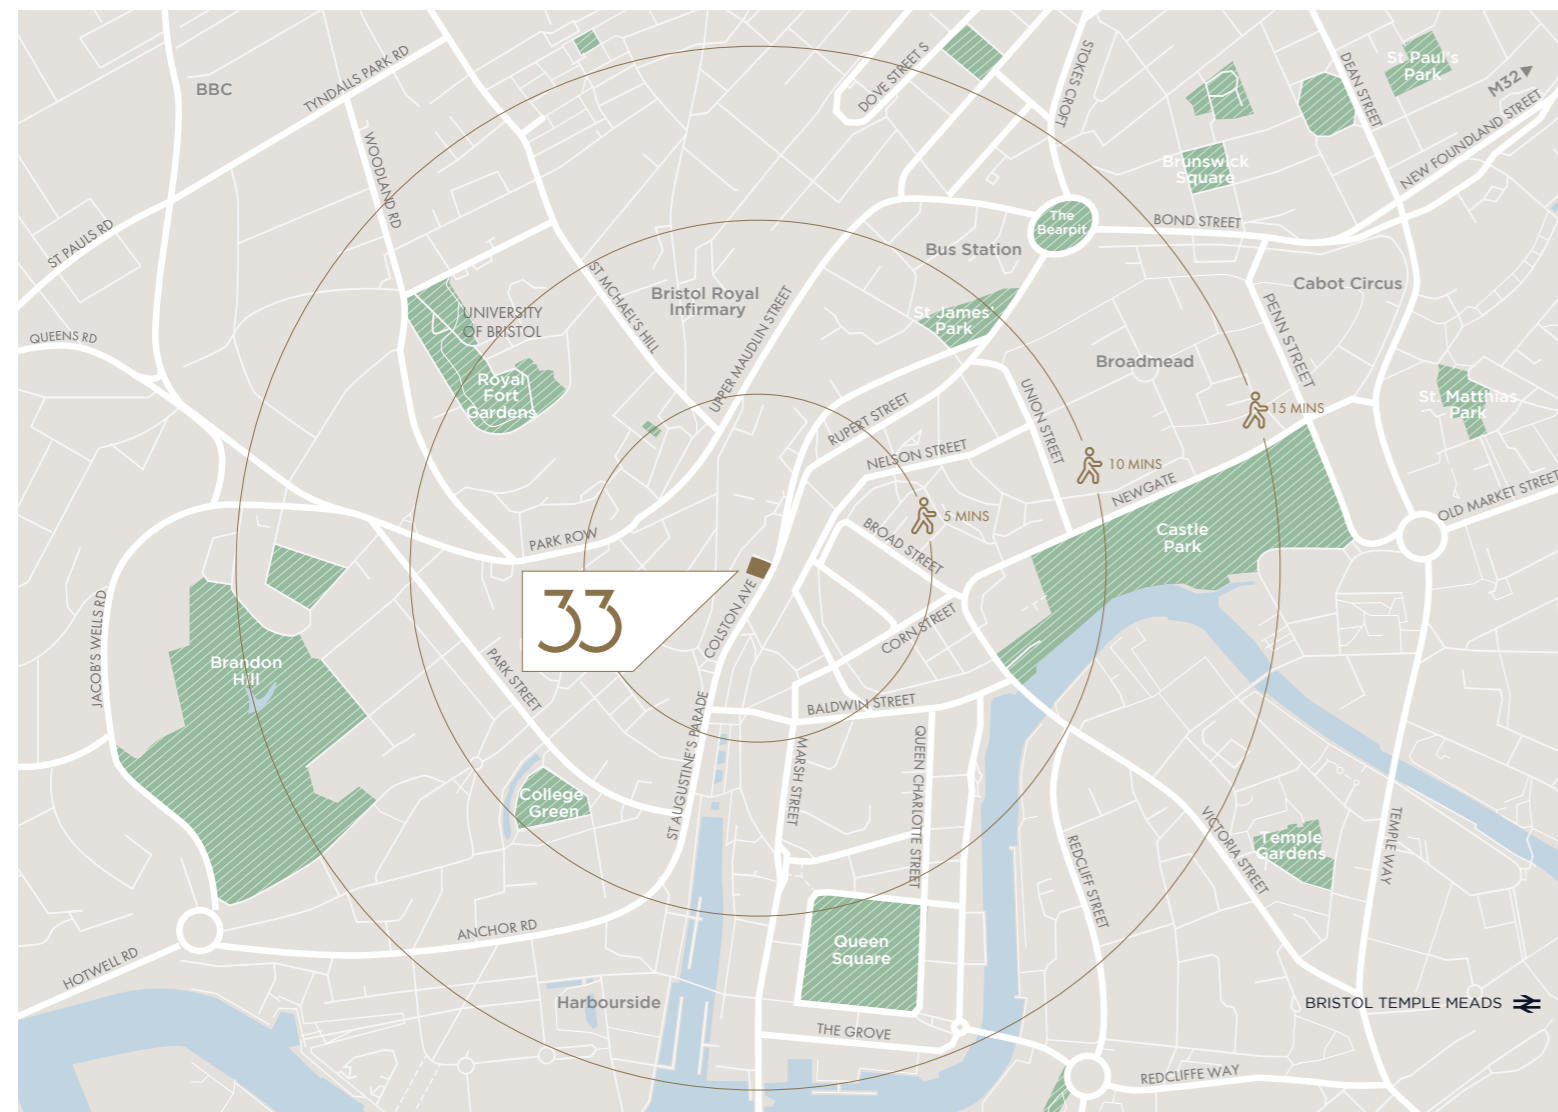 BBC
TYNDALLS PARK RD
DOVE STREET S
STOKES CROFT
DEAN STREET
St Paul's
Park
M32
WOODLAND RD
Brunswick
Square
NEW FOUNDLAND STREET
ST PAULS RD
The
Bearpit
BOND STREET
Bus Station
ST MCHAEL'S HILL
Bristol Royal
Infirmary
Cabot Circus
UNIVERSITY
OF BRISTOL
St James
Park
PENN STREET
QUEENS RD
UPPER MAUDLIN STREET
Broadmead
Royal
Fort
Gardens
RUPERT STREET
UNION STREET
St. Matthias
Park
15 MINS
NELSON STREET
10 MINS
NEWGATE
OLD MARKET STREET
5 MINS
BROAD STREET
Castle
Park
PARK ROW
33
COLSTON AVE
JACOB'S WELLS RD
CORN STREET
Brandon
Hill
PARK STREET
BALDWIN STREET
ST AUGUSTINE'S PARADE
MARSH STREET
QUEEN CHARLOTTE STREET
College
Green
VICTORIA STREET
Temple
Gardens
TEMPLE WAY
REDCLIFF STREET
ANCHOR RD
Queen
Square
HOTWELL RD
Harbourside
BRISTOL TEMPLE MEADS
THE GROVE
REDCLIFFE WAY